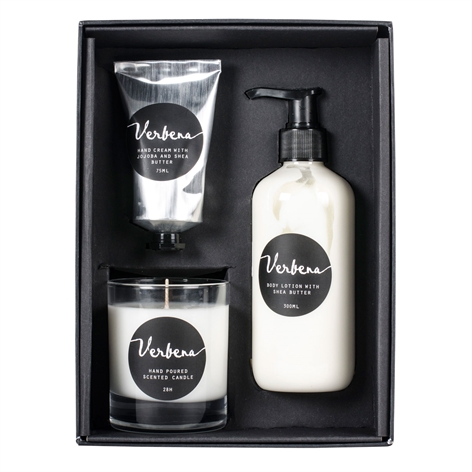 Verbena
HAND CREAM WITH
JOJOBA AND SHEA
BUTTER
75ML
Verbena
BODY LOTION WITH
SHEA BUTTER
300ML
Verbena
HAND POURED
SCENTED CANDLE
28H